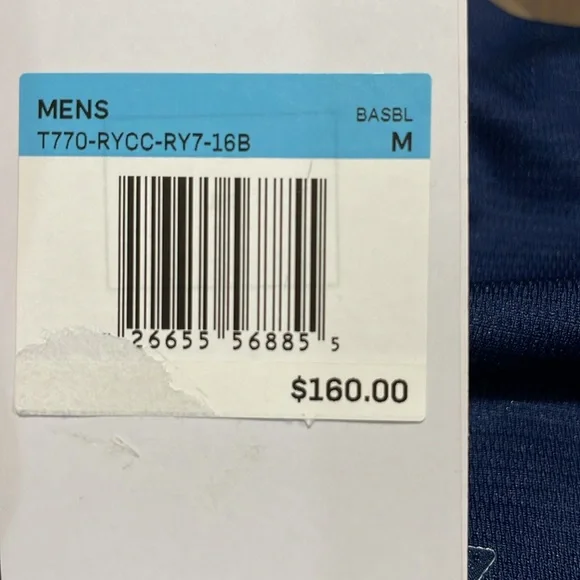 MENS BASBL
T770-RYCC-RY7-16B M
26655 56885 5
$160.00